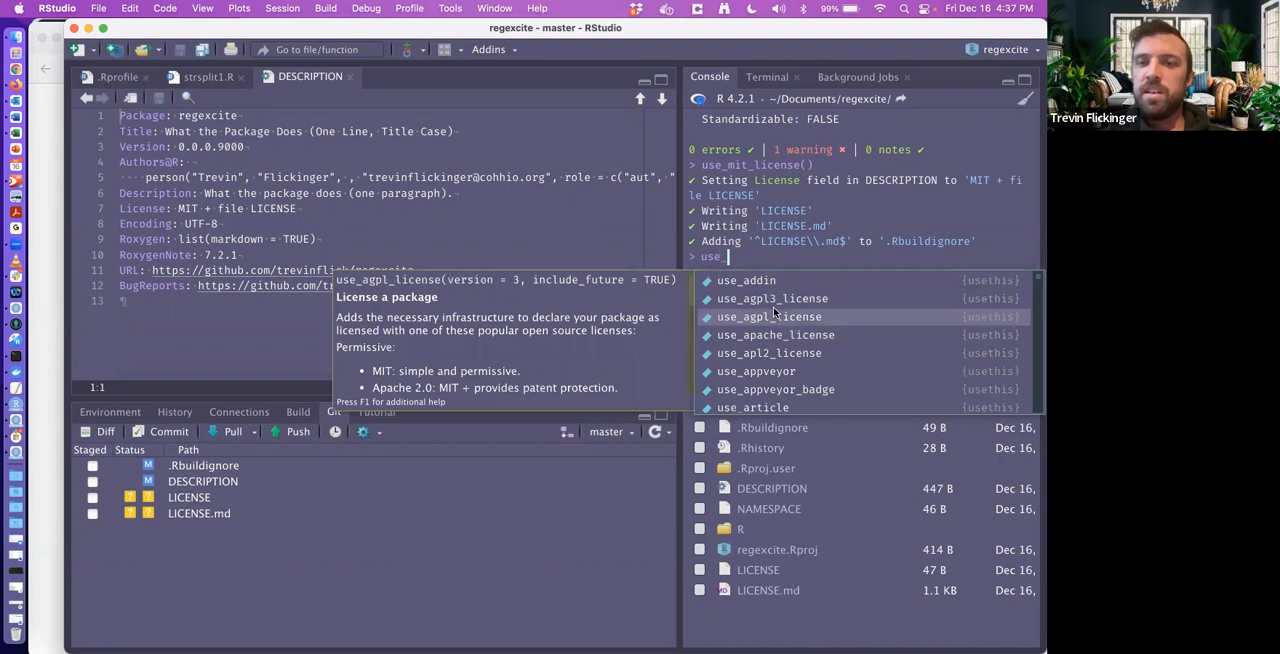 RStudio File Edit Code View Plots Session Build Debug Profile Tools Window Help 99% Fri Dec 16 4:37 PM
regexcite - master - RStudio
Go to file/function Addins regexcite
.Rprofile strsplit1.R DESCRIPTION
1 Package: regexcite
2 Title: What the Package Does (One Line, Title Case)
3 Version: 0.0.0.9000
4 Authors@R:
5 person("Trevin", "Flickinger", , "trevinflickinger@cohhio.org", role = c("aut", "
6 Description: What the package does (one paragraph).
7 License: MIT + file LICENSE
8 Encoding: UTF-8
9 Roxygen: list(markdown = TRUE)
10 RoxygenNote: 7.2.1
11 URL: https://github.com/trevinflick/regexcite
12 BugReports: https://github.com/tr
13 ¶
1:1
use_agpl_license(version = 3, include_future = TRUE)
License a package
Adds the necessary infrastructure to declare your package as
licensed with one of these popular open source licenses:
Permissive:
• MIT: simple and permissive.
• Apache 2.0: MIT + provides patent protection.
Press F1 for additional help
Environment History Connections Build Git Tutorial
Diff Commit Pull Push master
Staged Status Path
M .Rbuildignore
M DESCRIPTION
? ? LICENSE
? ? LICENSE.md
Console Terminal Background Jobs
R 4.2.1 · ~/Documents/regexcite/
Standardizable: FALSE
0 errors ✔ | 1 warning ✖ | 0 notes ✔
> use_mit_license()
✔ Setting License field in DESCRIPTION to 'MIT + fi
le LICENSE'
✔ Writing 'LICENSE'
✔ Writing 'LICENSE.md'
✔ Adding '^LICENSE\\.md$' to '.Rbuildignore'
> use_
use_addin {usethis}
use_agpl3_license {usethis}
use_agpl_license {usethis}
use_apache_license {usethis}
use_apl2_license {usethis}
use_appveyor {usethis}
use_appveyor_badge {usethis}
use_article {usethis}
.Rbuildignore 49 B Dec 16,
.Rhistory 28 B Dec 16,
.Rproj.user
DESCRIPTION 447 B Dec 16,
NAMESPACE 46 B Dec 16,
R
regexcite.Rproj 414 B Dec 16,
LICENSE 47 B Dec 16,
LICENSE.md 1.1 KB Dec 16,
Trevin Flickinger